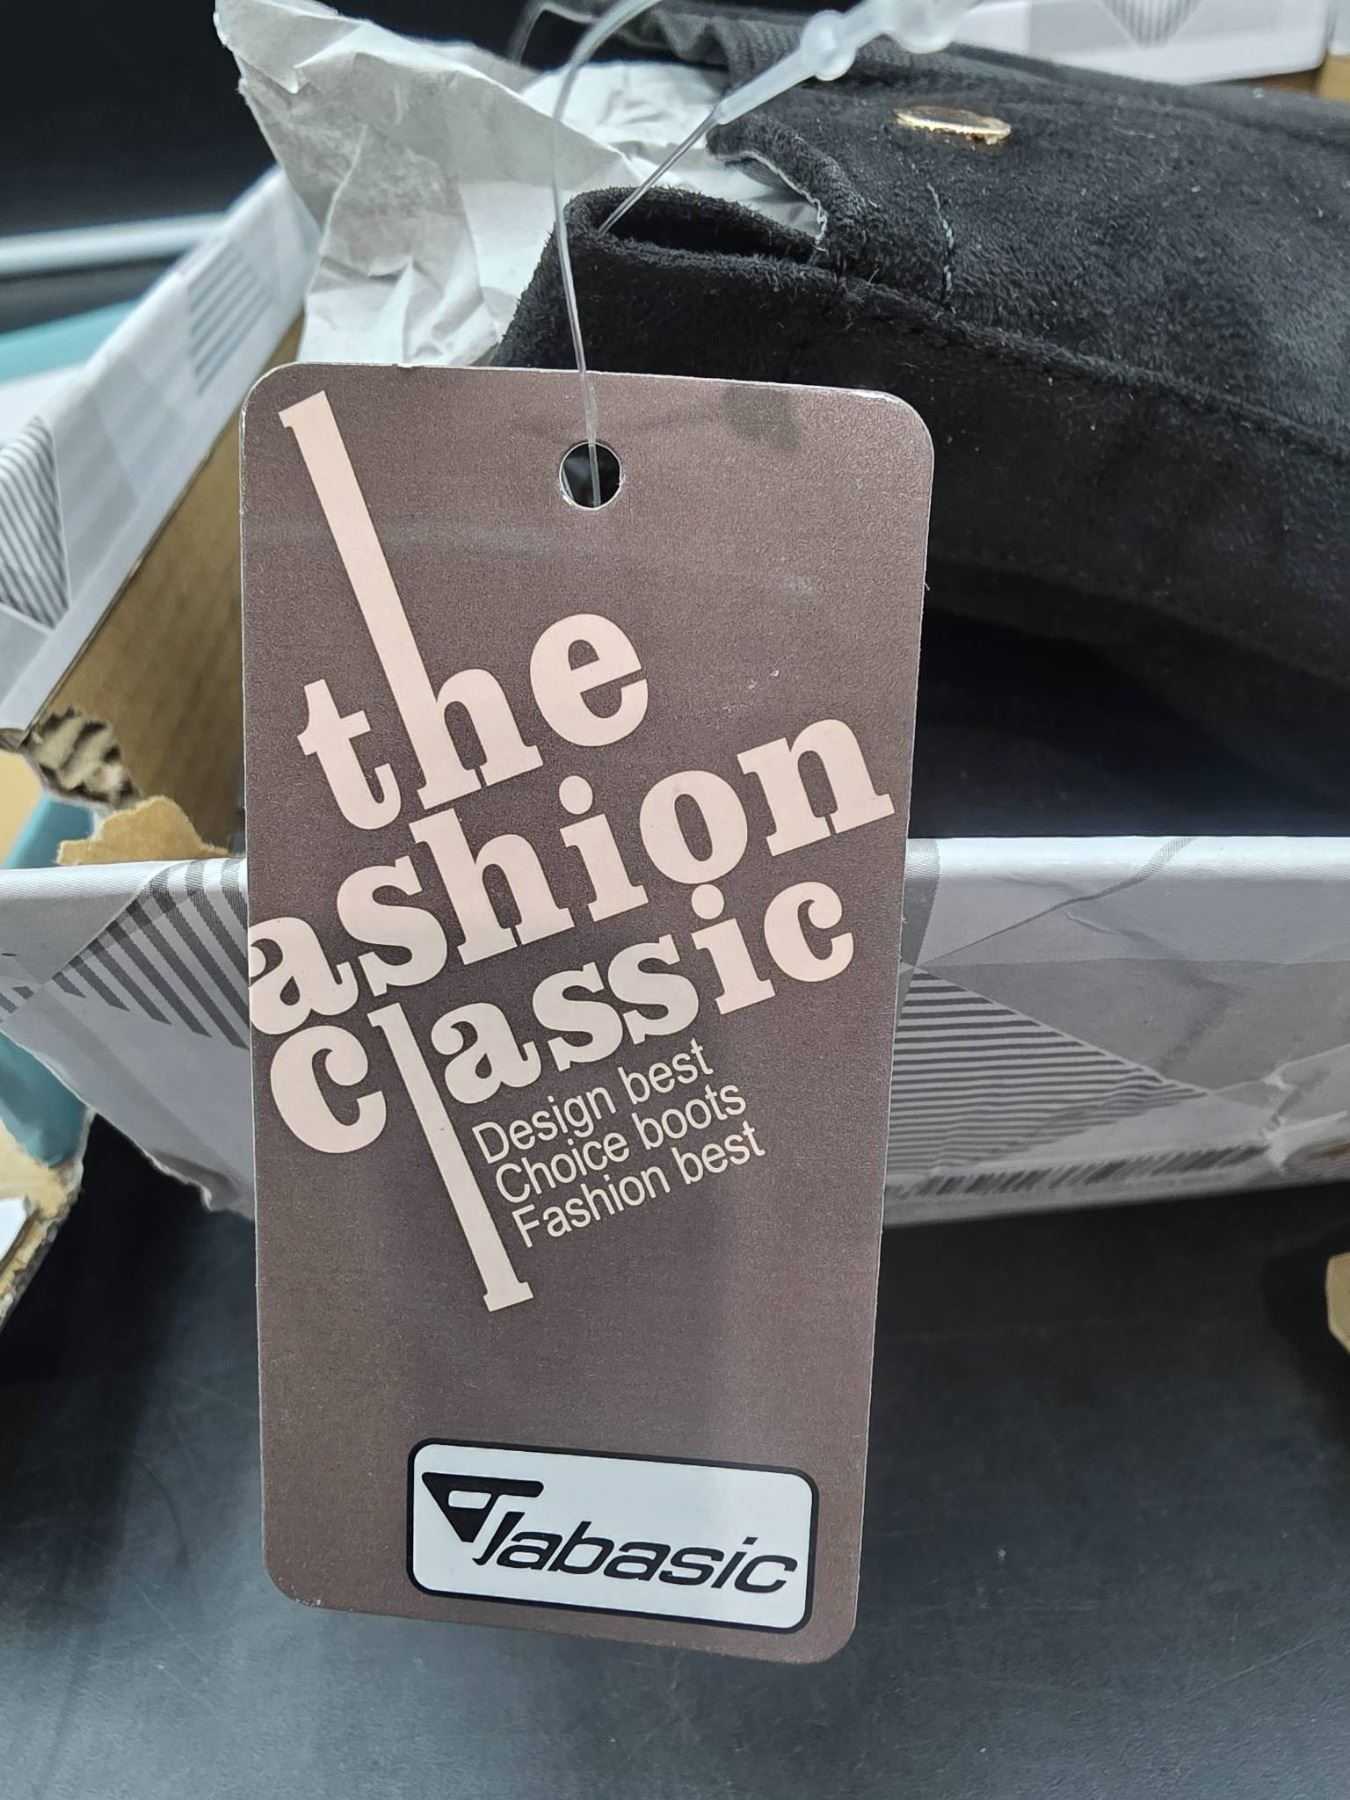 the
ashion
classic
Design best
Choice boots
Fashion best
Tabasic